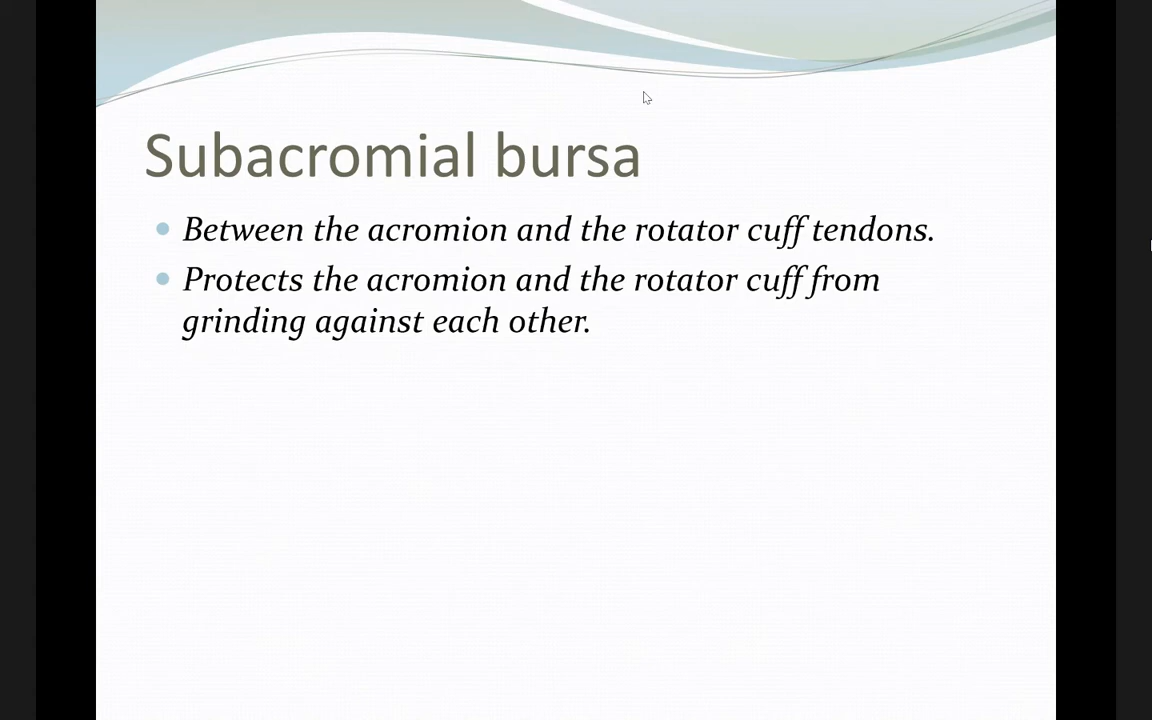 Subacromial bursa
Between the acromion and the rotator cuff tendons.
Protects the acromion and the rotator cuff from
grinding against each other.